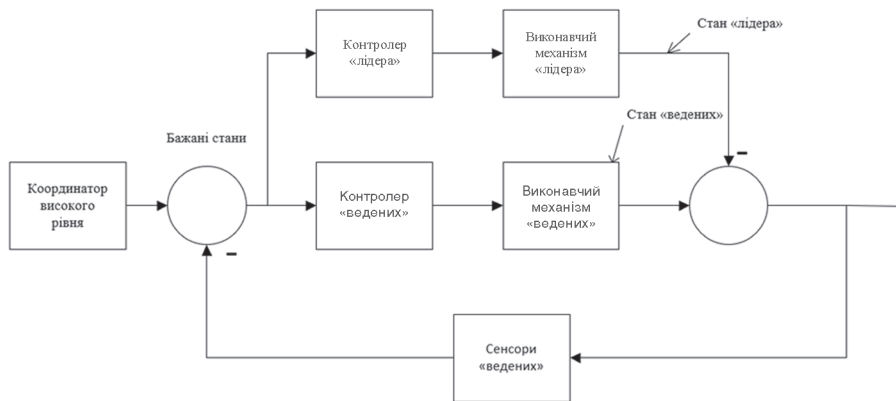 Контролер
«лідера»
Виконавчий
механізм
«лідера»
Стан «лідера»
Стан «ведених»
Бажані стани
Координатор
високого
рівня
Контролер
«ведених»
Виконавчий
механізм
«ведених»
Сенсори
«ведених»